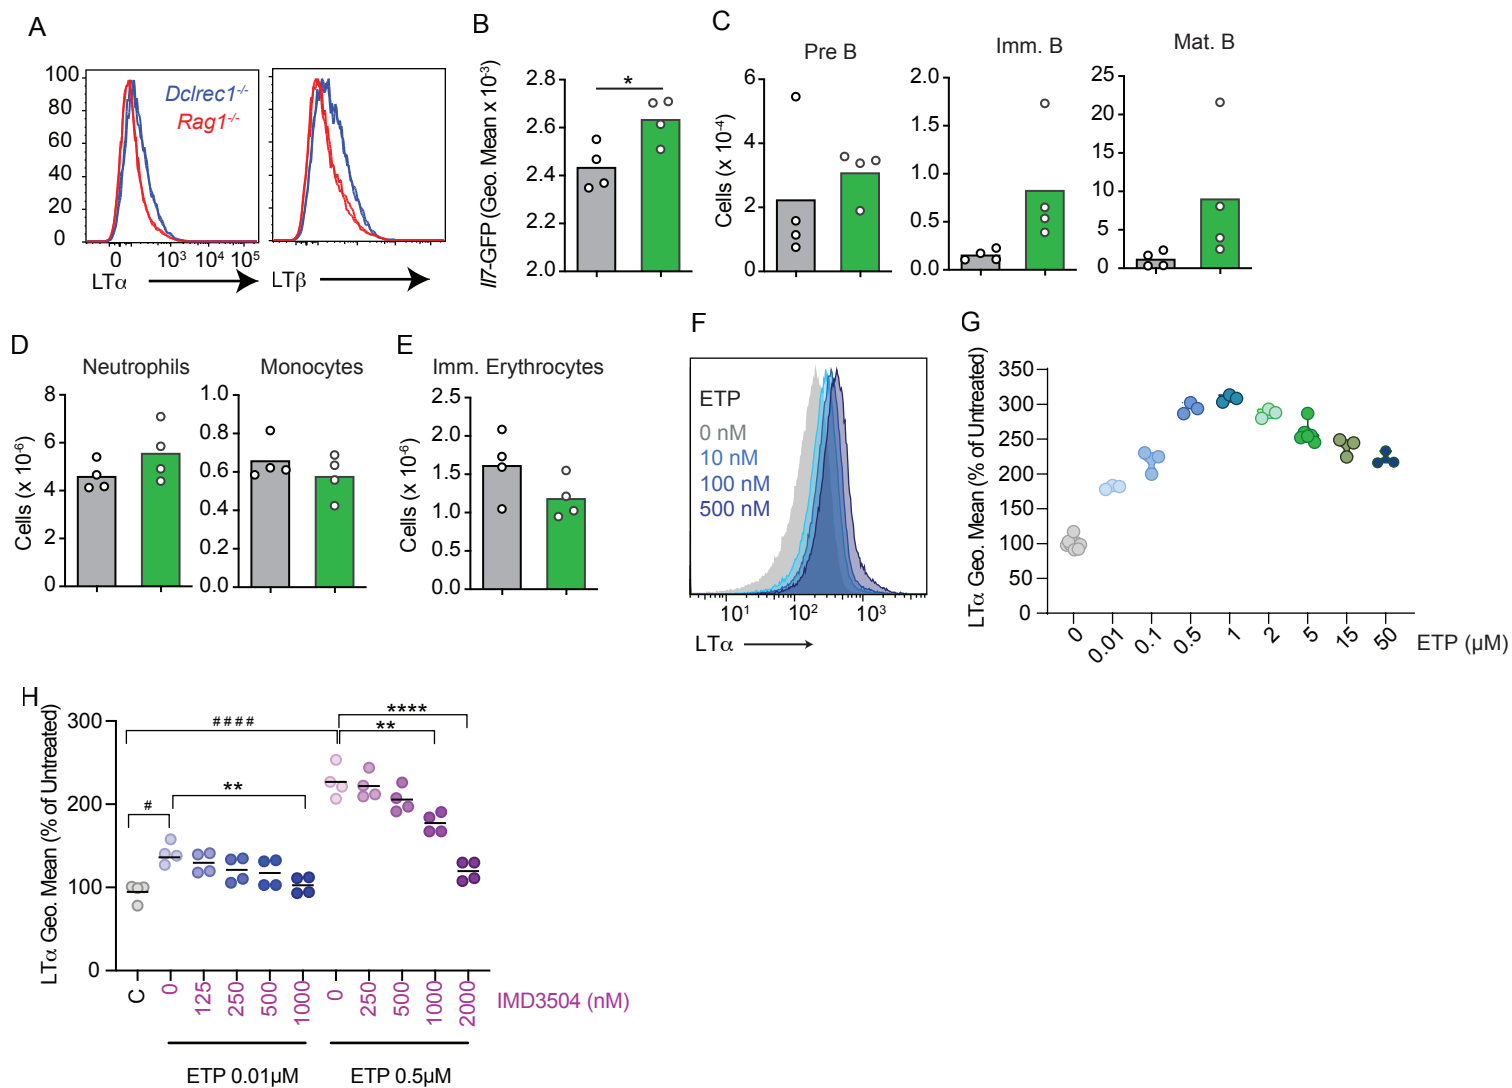 A
100
80
60
40
20
0
Dclrec1-/-
Rag1-/-
0 10³ 10⁴ 10⁵
LTα
LTβ
B
Il7-GFP (Geo. Mean x 10-3)
2.8
2.6
2.4
2.2
2.0
*
C
Pre B
Cells (x 10-4)
6
4
2
0
Imm. B
2.0
1.5
1.0
0.5
0.0
Mat. B
25
20
15
10
5
0
D
Neutrophils
Cells (x 10-6)
8
6
4
2
0
Monocytes
1.0
0.8
0.6
0.4
0.2
0.0
E
Imm. Erythrocytes
Cells (x 10-6)
2.5
2.0
1.5
1.0
0.5
0.0
F
ETP
0 nM
10 nM
100 nM
500 nM
10¹ 10² 10³
LTα
G
LTα Geo. Mean (% of Untreated)
350
300
250
200
150
100
50
0
0 0.01 0.1 0.5 1 2 5 15 50
ETP (µM)
H
LTα Geo. Mean (% of Untreated)
300
200
100
0
#
**
####
**
****
C 0 125 250 500 1000 0 250 500 1000 2000
IMD3504 (nM)
ETP 0.01µM
ETP 0.5µM